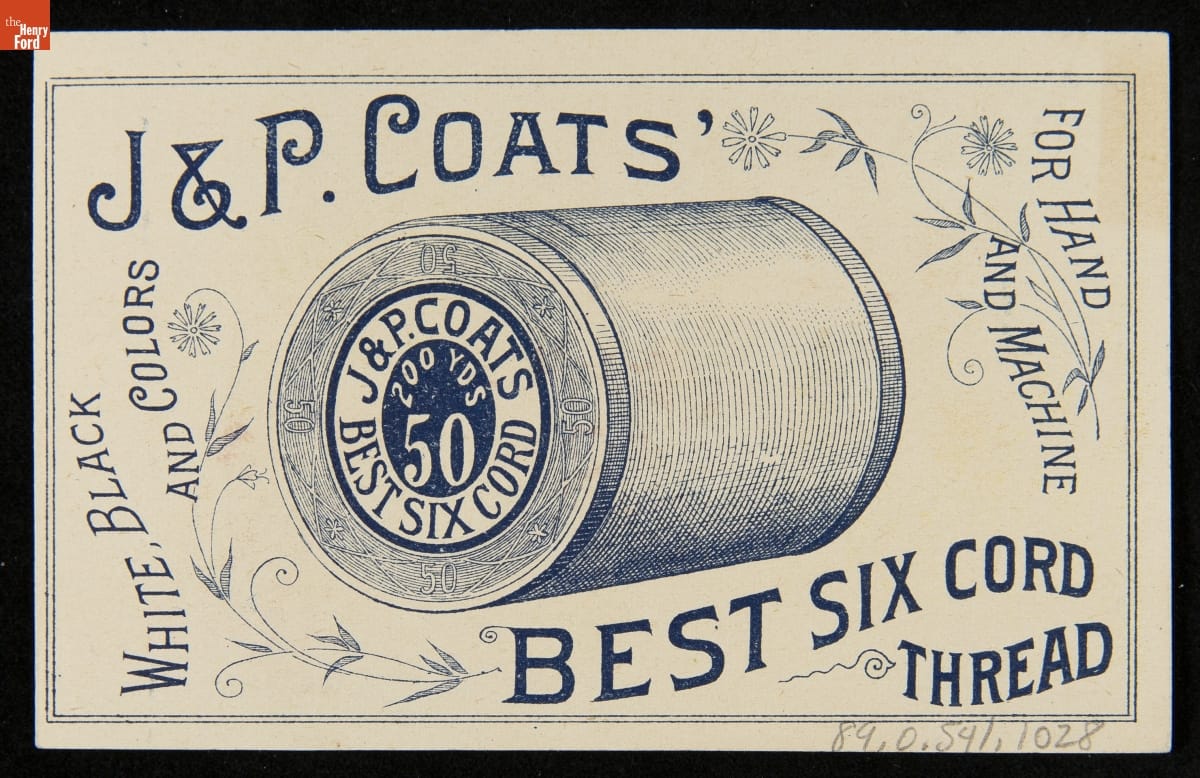 the
Henry
Ford
J & P. COATS'
FOR HAND
AND MACHINE
WHITE, BLACK
AND COLORS
50
J & P. COATS
200 YDS
50
BEST SIX CORD
50
50
50
BEST SIX CORD
THREAD
89.0.541.1028